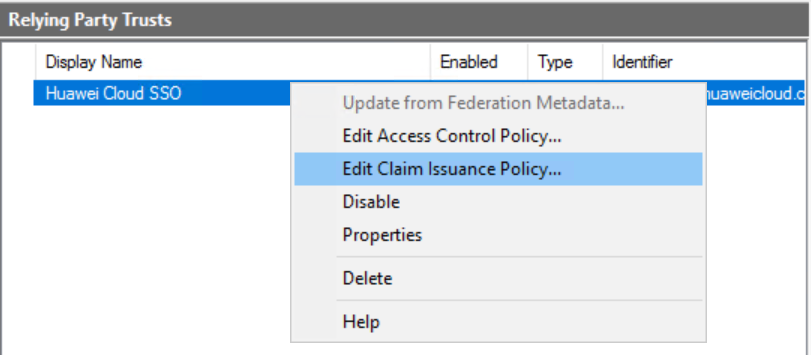 Relying Party Trusts
Display Name Enabled Type Identifier
Huawei Cloud SSO huaweicloud.c
Update from Federation Metadata...
Edit Access Control Policy...
Edit Claim Issuance Policy...
Disable
Properties
Delete
Help